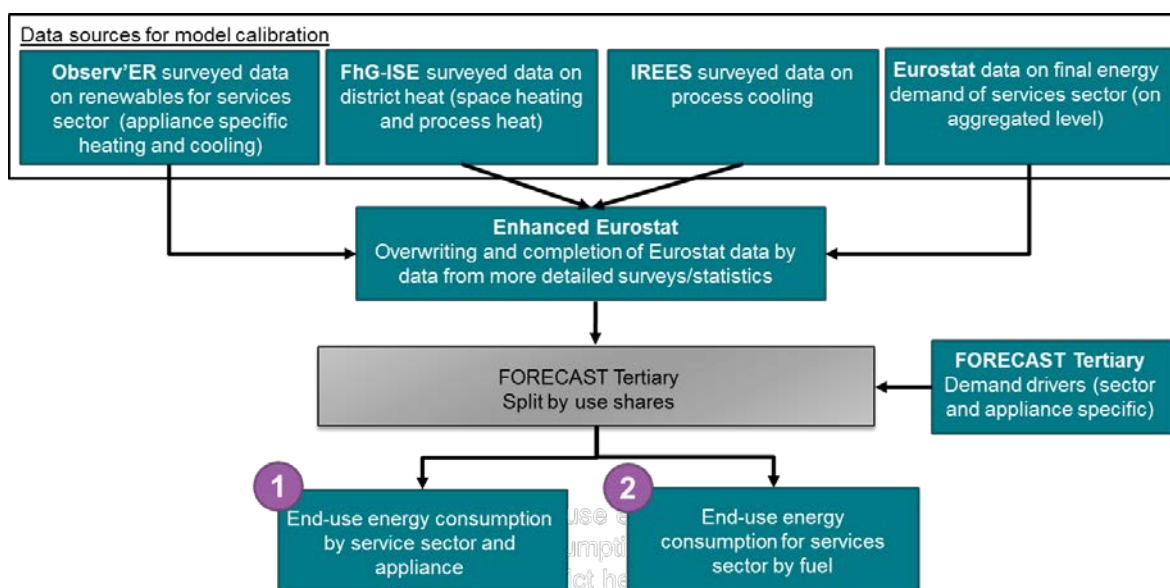 Data sources for model calibration
Observ'ER surveyed data
on renewables for services
sector (appliance specific
heating and cooling)
FhG-ISE surveyed data on
district heat (space heating
and process heat)
IREES surveyed data on
process cooling
Eurostat data on final energy
demand of services sector (on
aggregated level)
Enhanced Eurostat
Overwriting and completion of Eurostat data by
data from more detailed surveys/statistics
FORECAST Tertiary
Split by use shares
FORECAST Tertiary
Demand drivers (sector
and appliance specific)
1
End-use energy consumption
by service sector and
appliance
2
End-use energy
consumption for services
sector by fuel